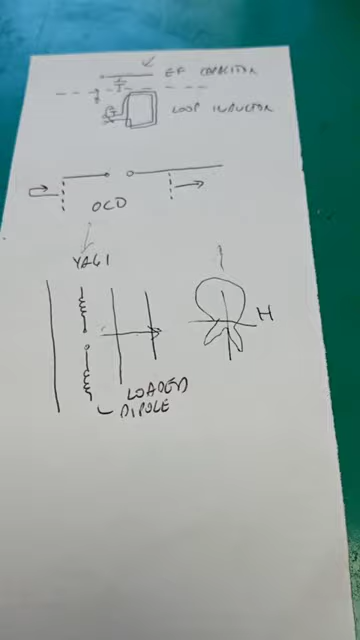 EF CAPACITOR
LOOP INDUCTOR
OCD
YAGI
H
LOADED
DIPOLE